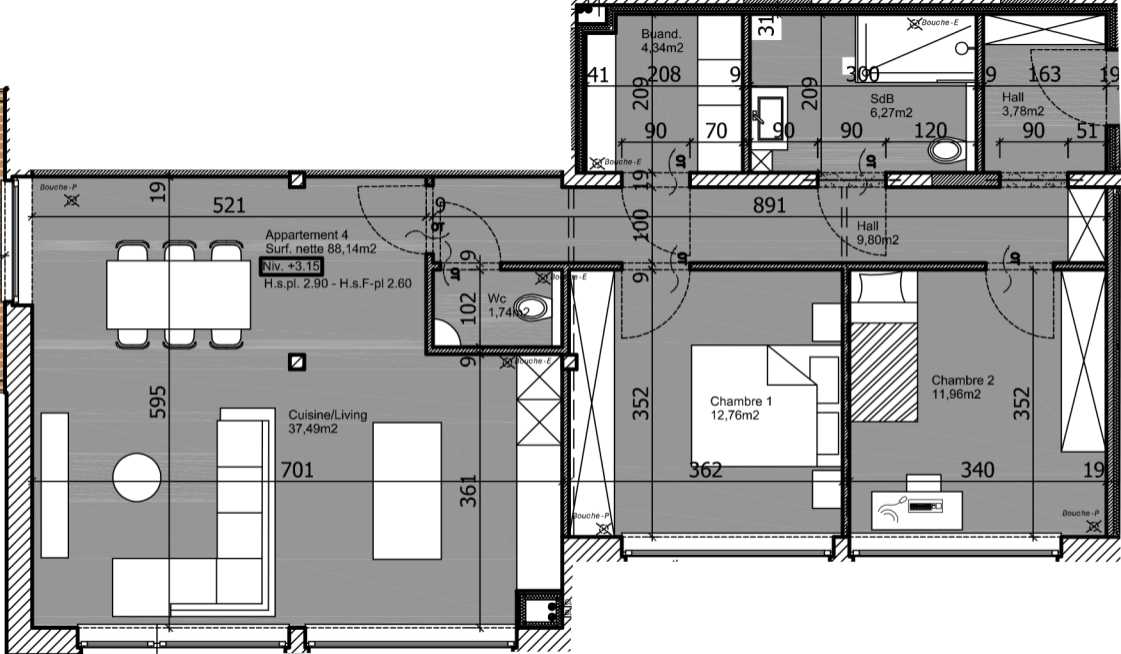 31
Bouche-E
Buand.
4,34m2
41
208
9
300
9
163
19
209
209
SdB
6,27m2
Hall
3,78m2
90
70
90
90
120
90
51
Bouche-E
Bouche-P
19
19
521
9
891
100
Hall
9,80m2
Appartement 4
Surf. nette 88,14m2
Niv. +3.15
H.s.pl. 2.90 - H.s.F-pl 2.60
9
9
Bouche-E
102
Wc
1,74m2
9
Bouche-E
595
352
352
Cuisine/Living
37,49m2
Chambre 1
12,76m2
Chambre 2
11,96m2
701
361
362
340
19
Bouche-P
Bouche-P